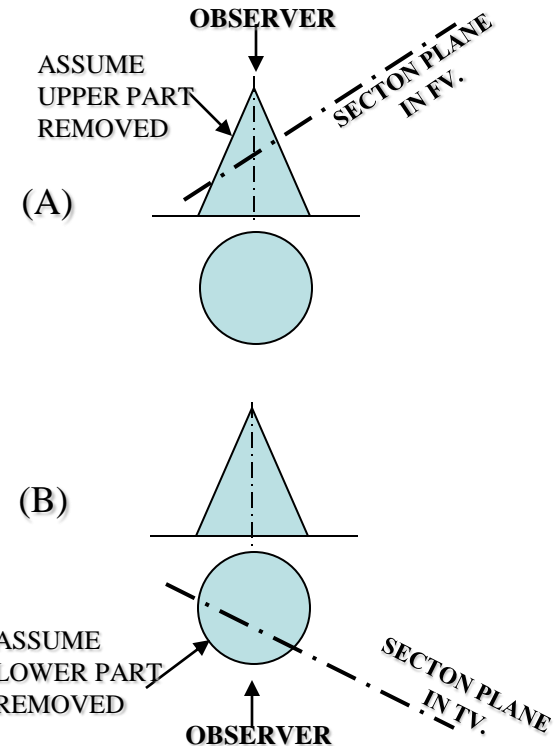 OBSERVER
ASSUME
UPPER PART
REMOVED
SECTON PLANE
IN FV.
(A)
(B)
ASSUME
LOWER PART
REMOVED
SECTON PLANE
IN TV.
OBSERVER